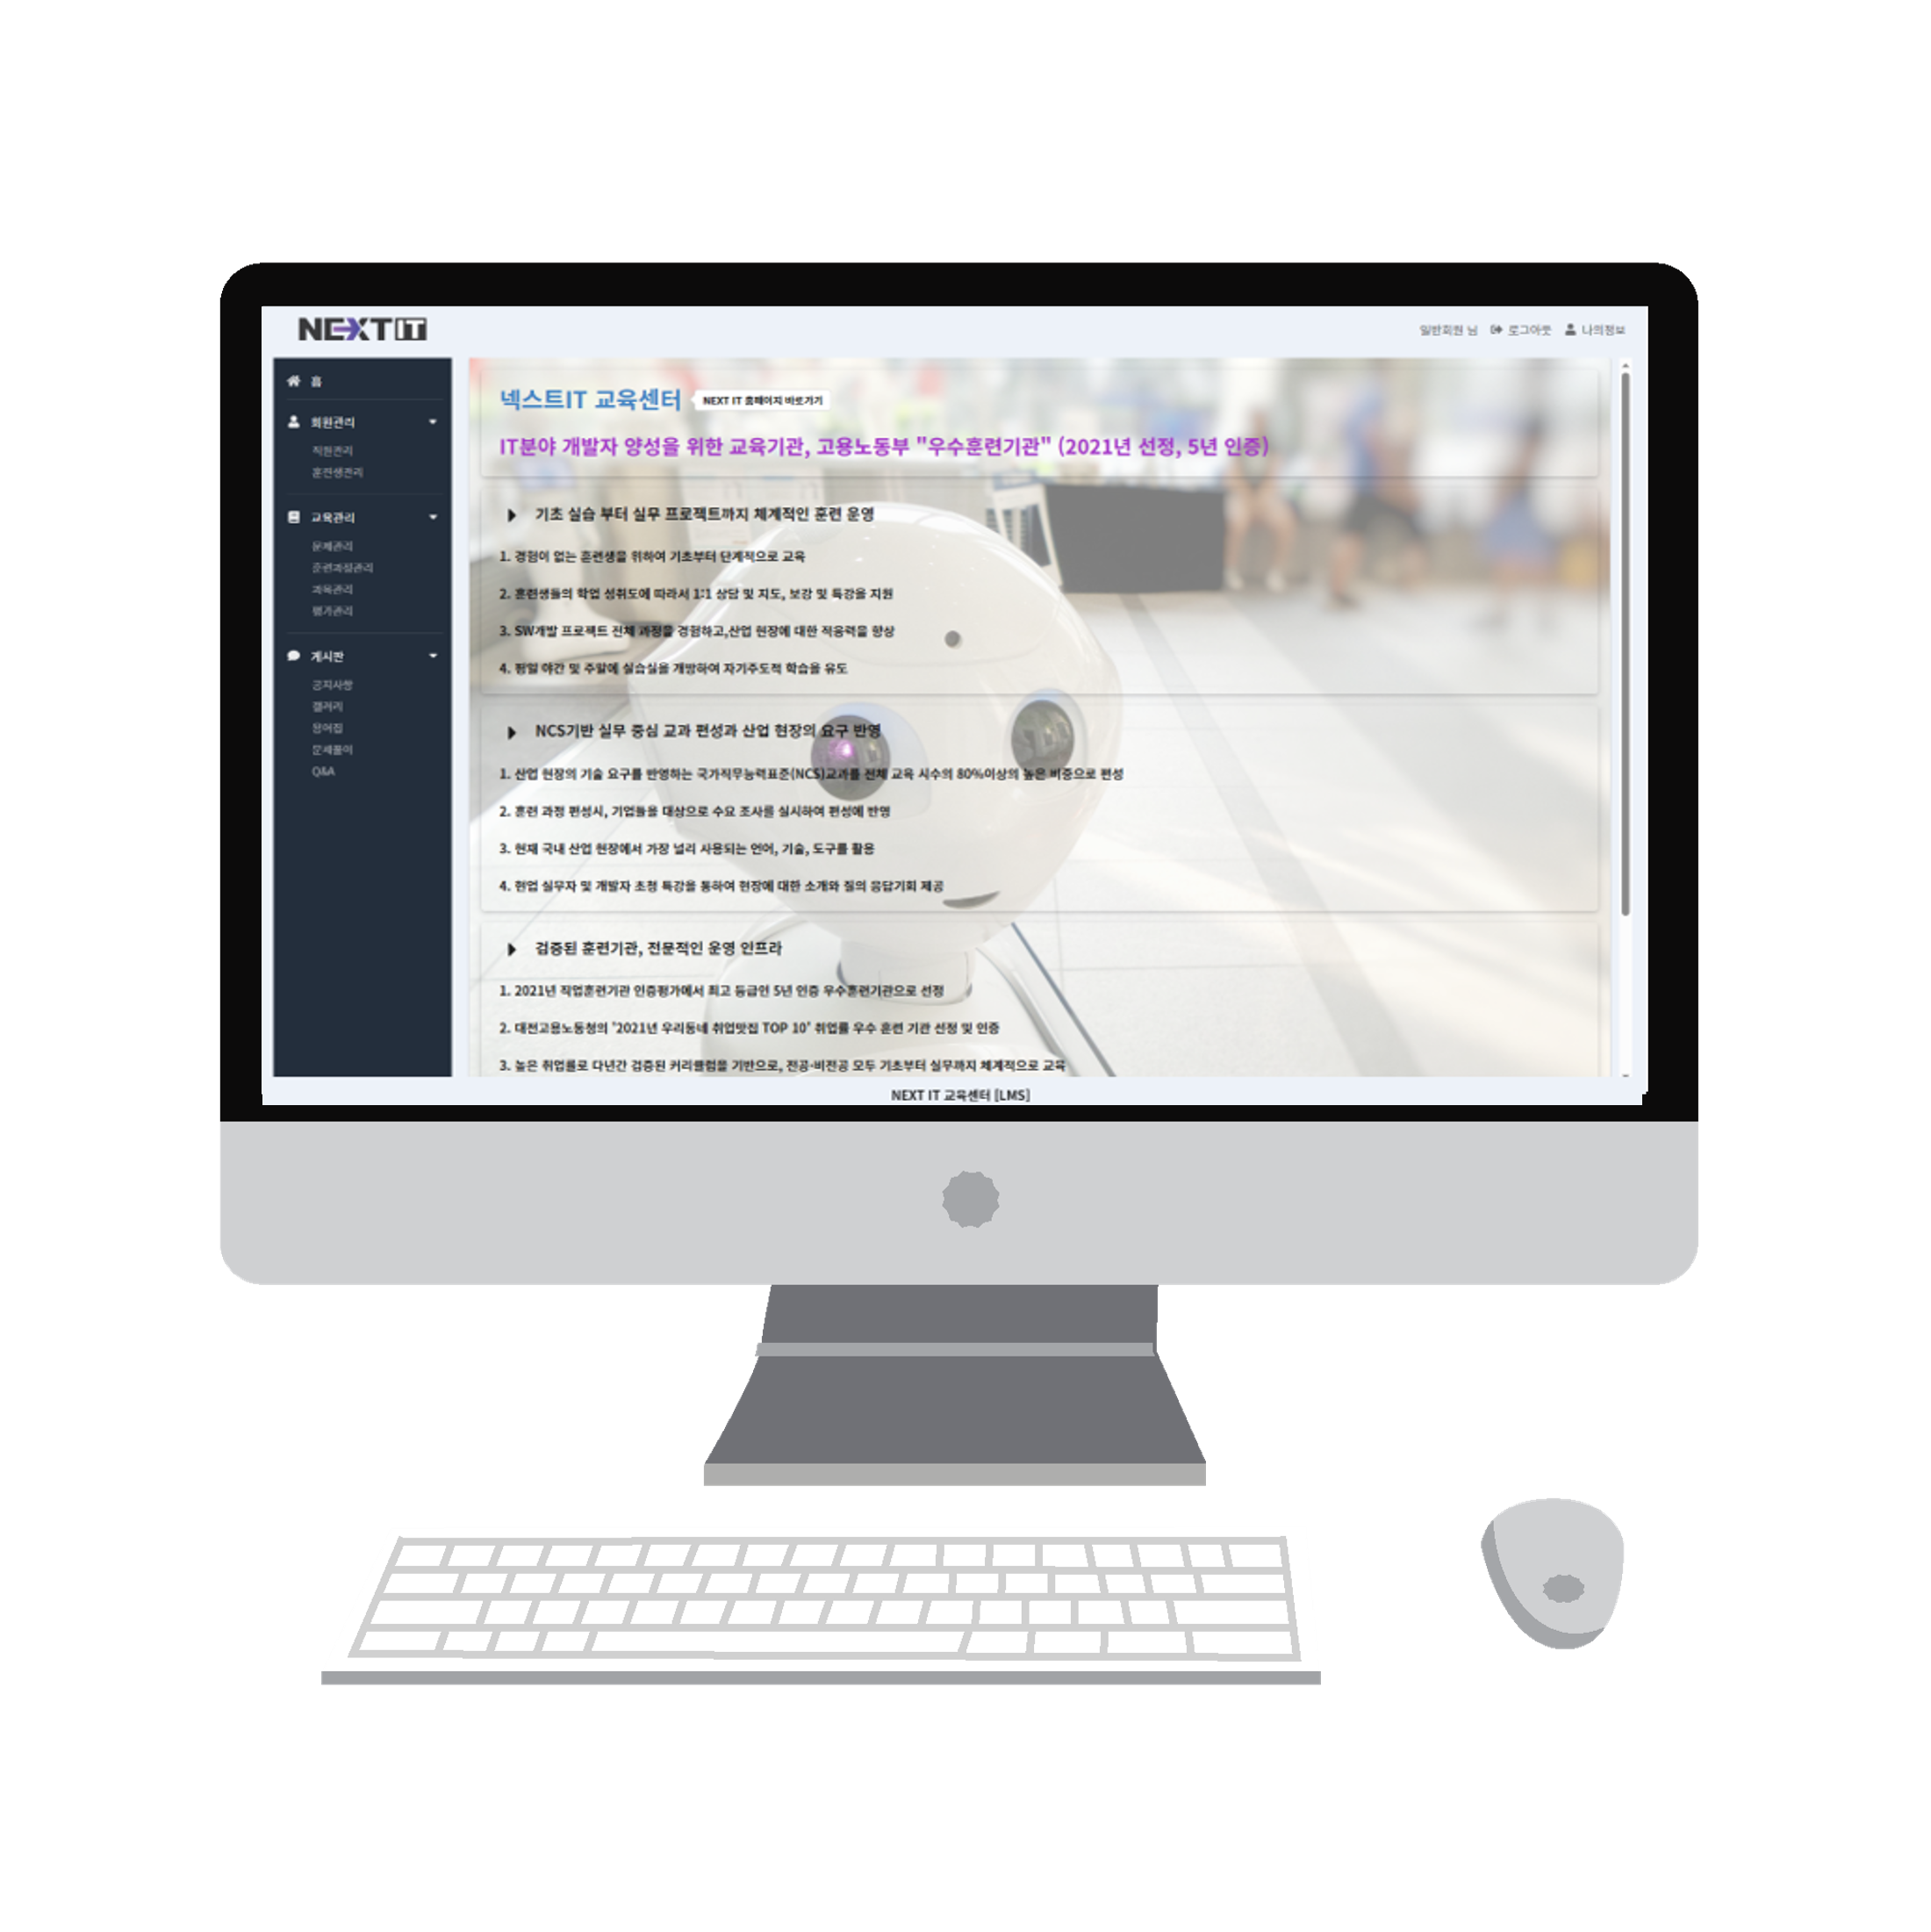 NEXT IT
일반회원 님 로그아웃 나의정보
홈
회원관리
직원관리
훈련생관리
교육관리
문제관리
훈련과정관리
과목관리
평가관리
게시판
공지사항
갤러리
용어집
문제풀이
Q&A
넥스트IT 교육센터 NEXT IT 홈페이지 바로가기
IT분야 개발자 양성을 위한 교육기관, 고용노동부 "우수훈련기관" (2021년 선정, 5년 인증)
기초 실습 부터 실무 프로젝트까지 체계적인 훈련 운영
1. 경험이 없는 훈련생을 위하여 기초부터 단계적으로 교육
2. 훈련생들의 학업 성취도에 따라서 1:1 상담 및 지도, 보강 및 특강을 지원
3. SW개발 프로젝트 전체 과정을 경험하고,산업 현장에 대한 적응력을 향상
4. 평일 야간 및 주말에 실습실을 개방하여 자기주도적 학습을 유도
NCS기반 실무 중심 교과 편성과 산업 현장의 요구 반영
1. 산업 현장의 기술 요구를 반영하는 국가직무능력표준(NCS)교과를 전체 교육 시수의 80%이상의 높은 비중으로 편성
2. 훈련 과정 편성시, 기업들을 대상으로 수요 조사를 실시하여 편성에 반영
3. 현재 국내 산업 현장에서 가장 널리 사용되는 언어, 기술, 도구를 활용
4. 현업 실무자 및 개발자 초청 특강을 통하여 현장에 대한 소개와 질의 응답기회 제공
검증된 훈련기관, 전문적인 운영 인프라
1. 2021년 직업훈련기관 인증평가에서 최고 등급인 5년 인증 우수훈련기관으로 선정
2. 대전고용노동청의 '2021년 우리동네 취업맛집 TOP 10' 취업률 우수 훈련 기관 선정 및 인증
3. 높은 취업률로 다년간 검증된 커리큘럼을 기반으로, 전공·비전공 모두 기초부터 실무까지 체계적으로 교육
NEXT IT 교육센터 [LMS]